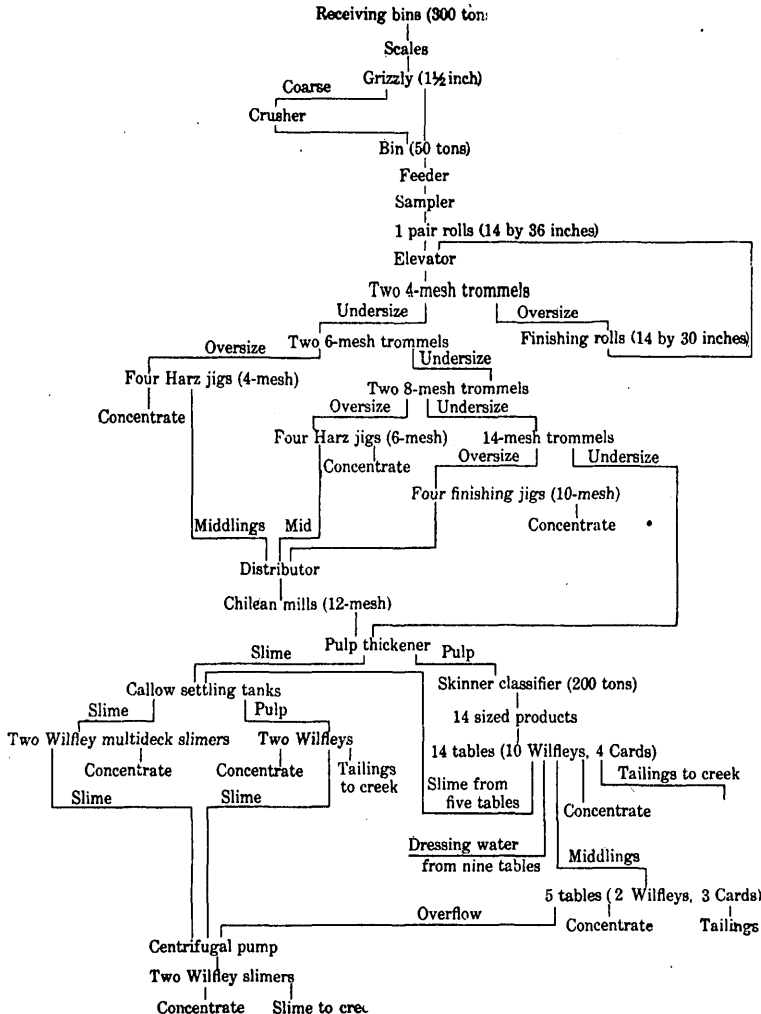 Receiving bins (300 tons
Scales
Grizzly (1½ inch)
Coarse
Crusher
Bin (50 tons)
Feeder
Sampler
1 pair rolls (14 by 36 inches)
Elevator
Two 4-mesh trommels
Undersize Oversize
Two 6-mesh trommels Finishing rolls (14 by 30 inches)
Oversize Undersize
Four Harz jigs (4-mesh) Two 8-mesh trommels
Concentrate Oversize Undersize
Four Harz jigs (6-mesh) 14-mesh trommels
Concentrate Oversize Undersize
Four finishing jigs (10-mesh)
Middlings Mid Concentrate
Distributor
Chilean mills (12-mesh)
Pulp thickener
Slime Pulp
Callow settling tanks Skinner classifier (200 tons)
Slime Pulp 14 sized products
Two Wilfley multideck slimers Two Wilfleys 14 tables (10 Wilfleys, 4 Cards)
Concentrate Concentrate Tailings
to creek
Tailings to creek
Slime Slime Slime from
five tables
Concentrate
Dressing water
from nine tables
Middlings
5 tables (2 Wilfleys, 3 Cards)
Overflow Concentrate Tailings
Centrifugal pump
Two Wilfley slimers
Concentrate Slime to cree